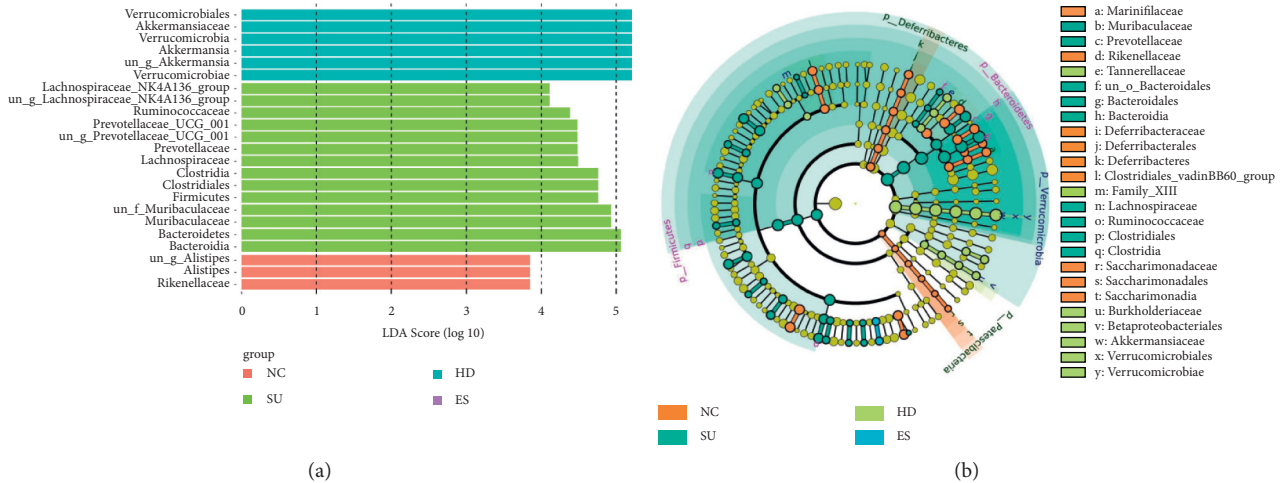 Verrucomicrobiales
Akkermansiaceae
Verrucomicrobia
Akkermansia
un_g_Akkermansia
Verrucomicrobiae
Lachnospiraceae_NK4A136_group
un_g_Lachnospiraceae_NK4A136_group
Ruminococcaceae
Prevotellaceae_UCG_001
un_g_Prevotellaceae_UCG_001
Prevotellaceae
Lachnospiraceae
Clostridia
Clostridiales
Firmicutes
un_f_Muribaculaceae
Muribaculaceae
Bacteroidetes
Bacteroidia
un_g_Alistipes
Alistipes
Rikenellaceae
0 1 2 3 4 5
LDA Score (log 10)
group
NC HD
SU ES
(a)
p_Deferribacteres
k
p_Bacteroidetes
h
p_Verrucomicrobia
w x y
v
p_Patescibacteria
s t
p_Firmicutes
q
NC HD
SU ES
(b)
a: Marinifilaceae
b: Muribaculaceae
c: Prevotellaceae
d: Rikenellaceae
e: Tannerellaceae
f: un_o_Bacteroidales
g: Bacteroidales
h: Bacteroidia
i: Deferribacteraceae
j: Deferribacterales
k: Deferribacteres
l: Clostridiales_vadinBB60_group
m: Family_XIII
n: Lachnospiraceae
o: Ruminococcaceae
p: Clostridiales
q: Clostridia
r: Saccharimonadaceae
s: Saccharimonadales
t: Saccharimonadia
u: Burkholderiaceae
v: Betaproteobacteriales
w: Akkermansiaceae
x: Verrucomicrobiales
y: Verrucomicrobiae